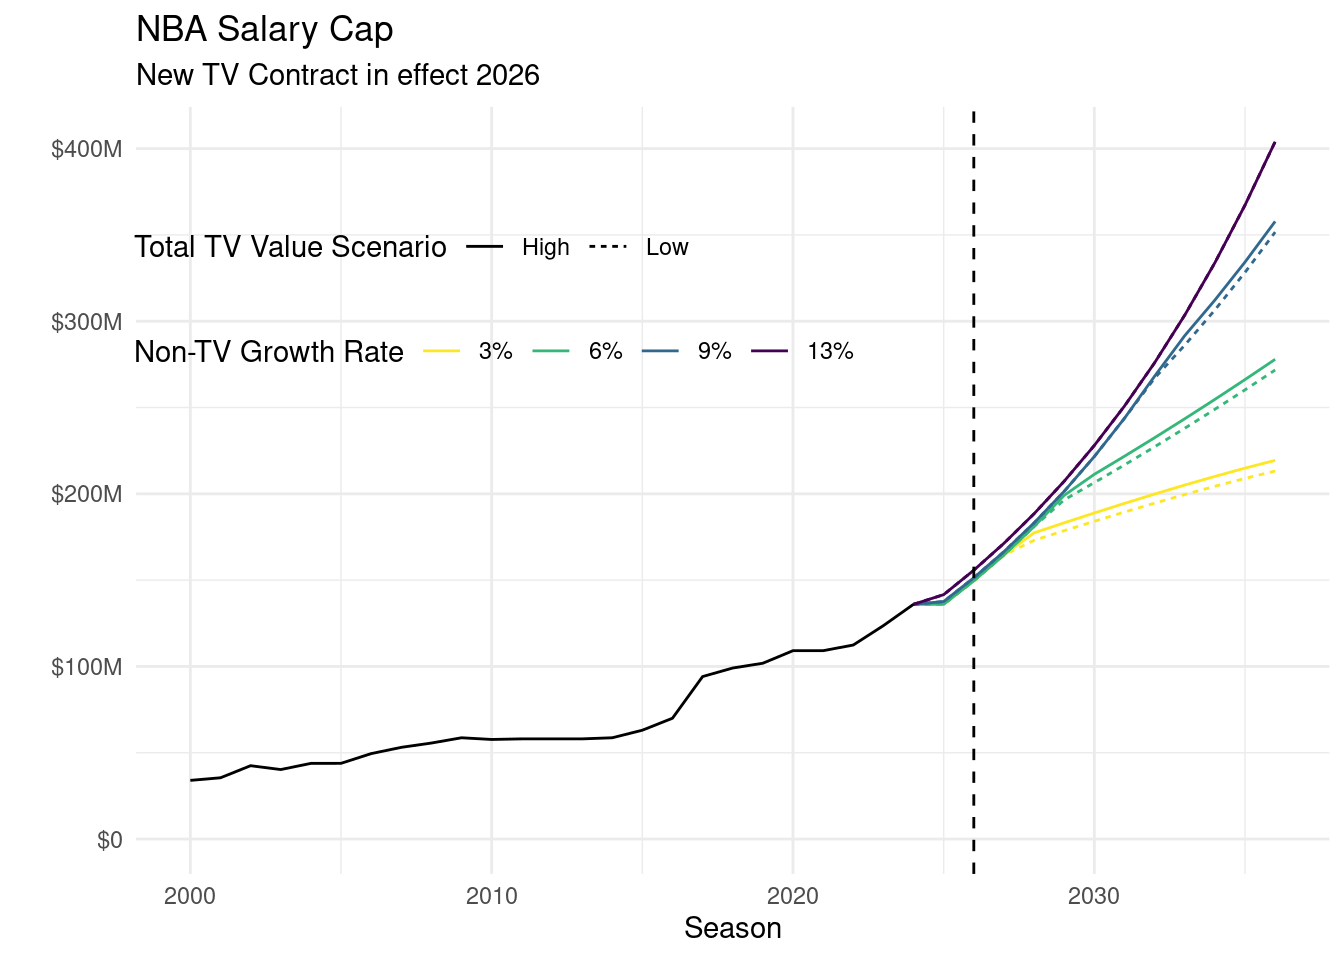 NBA Salary Cap
New TV Contract in effect 2026
$400M
Total TV Value Scenario High Low
$300M
Non-TV Growth Rate 3% 6% 9% 13%
$200M
$100M
$0
2000 2010 2020 2030
Season